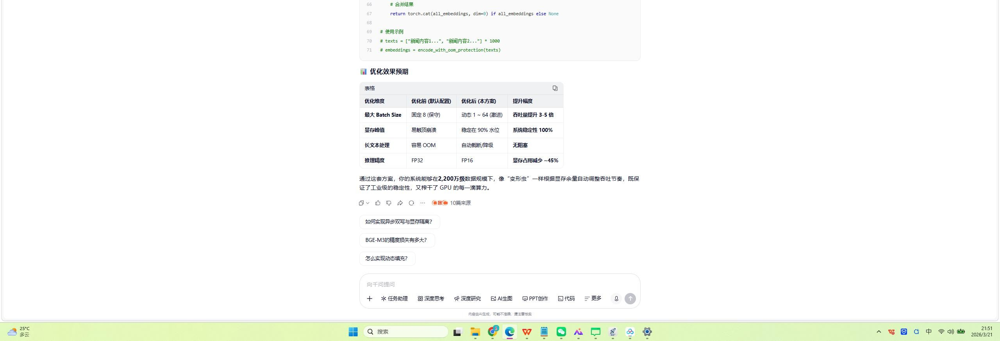 66 # 合并结果
67 return torch.cat(all_embeddings, dim=0) if all_embeddings else None
68
69 # 使用示例
70 # texts = ["新闻内容1...", "新闻内容2..."] * 1000
71 # embeddings = encode_with_oom_protection(texts)
📊 优化效果预期
表格
优化维度 优化前 (默认配置) 优化后 (本方案) 提升幅度
最大 Batch Size 固定 8 (保守) 动态 1 ~ 64 (激进) 吞吐量提升 3-5 倍
显存峰值 易触顶崩溃 稳定在 90% 水位 系统稳定性 100%
长文本处理 容易 OOM 自动截断/降级 无阻塞
推理精度 FP32 FP16 显存占用减少 ~45%
通过这套方案，你的系统能够在2,200万级数据规模下，像“变形虫”一样根据显存余量自动调整吞吐节奏，既保
证了工业级的稳定性，又榨干了 GPU 的每一滴算力。
10篇来源
如何实现异步双写与显存隔离？
BGE-M3的精度损失有多大？
怎么实现动态填充？
向千问提问
任务助理 深度思考 深度研究 AI生图 PPT创作 代码 更多
内容由AI生成，可能不准确，请注意核实
25°C
多云
搜索
中
21:51
2026/3/21